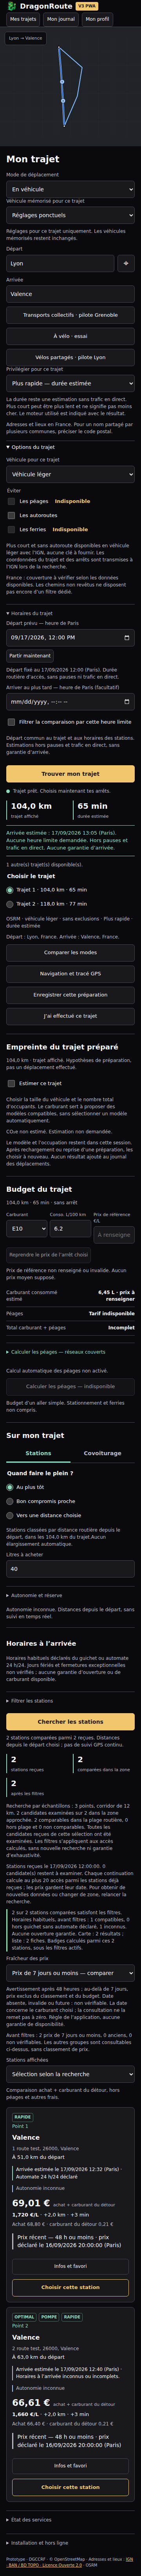 DragonRoute V3 PWA
Mes trajets
Mon journal
Mon profil
Lyon → Valence
Mon trajet
Mode de déplacement
En véhicule
Véhicule mémorisé pour ce trajet
Réglages ponctuels
Réglages pour ce trajet uniquement. Les véhicules mémorisés restent inchangés.
Départ
Lyon
Arrivée
Valence
Transports collectifs · pilote Grenoble
À vélo · essai
Vélos partagés · pilote Lyon
Privilégier pour ce trajet
Plus rapide — durée estimée
La durée reste une estimation sans trafic en direct.
Plus court peut être plus lent et ne signifie pas moins cher. Le moteur utilisé est indiqué avec le résultat.
Adresses et lieux en France. Pour un nom partagé par plusieurs communes, préciser le code postal.
▼ Options du trajet
Véhicule pour ce trajet
Véhicule léger
Éviter
Les péages Indisponible
Les autoroutes
Les ferries Indisponible
Plus court et sans autoroute disponibles en véhicule léger avec l'IGN, aucune clé à fournir. Les coordonnées du trajet et des arrêts sont transmises à l'IGN lors de la recherche.
France : couverture à vérifier selon les données disponibles. Les chemins non revêtus ne disposent pas encore d'un filtre dédié.
▼ Horaires du trajet
Départ prévu — heure de Paris
09/17/2026, 12:00 PM
Partir maintenant
Départ fixé au 17/09/2026 12:00 (Paris). Durée routière de l'accès, sans pauses ni trafic en direct.
Arriver au plus tard — heure de Paris (facultatif)
mm/dd/yyyy, --:-- --
Filtrer la comparaison par cette heure limite
Départ commun au trajet et aux horaires des stations. Estimations hors pauses et trafic en direct, sans garantie d'arrivée.
Trouver mon trajet
Trajet prêt. Choisis maintenant tes arrêts.
104,0 km
trajet affiché
65 min
durée estimée
Arrivée estimée : 17/09/2026 13:05 (Paris). Aucune heure limite demandée. Hors pauses et trafic en direct. Aucune garantie d'arrivée.
1 autre(s) trajet(s) disponible(s).
Choisir le trajet
Trajet 1 · 104,0 km · 65 min
Trajet 2 · 118,0 km · 77 min
OSRM · véhicule léger · sans exclusions · Plus rapide · durée estimée
Départ : Lyon, France. Arrivée : Valence, France.
Comparer les modes
Navigation et tracé GPS
Enregistrer cette préparation
J'ai effectué ce trajet
Empreinte du trajet préparé
104,0 km · trajet affiché. Hypothèses de préparation, pas un déplacement effectué.
Estimer ce trajet
Choisir la taille du véhicule et le nombre total d'occupants. Le carburant sert à proposer des modèles compatibles, sans sélectionner un modèle automatiquement.
CO₂e non estimé. Estimation non demandée.
Le modèle et l'occupation restent dans cette session. Après rechargement ou reprise d'une préparation, les choisir à nouveau. Aucun résultat ajouté au journal des déplacements.
Budget du trajet
104,0 km · 65 min · sans arrêt
Carburant
E10
Conso. L/100 km
6.2
Prix de référence €/L
À renseigne
Reprendre le prix de l'arrêt choisi
Prix de référence non renseigné ou invalide. Aucun prix moyen supposé.
Carburant consommé estimé
6,45 L · prix à renseigner
Péages
Tarif indisponible
Total carburant + péages
Incomplet
► Calculer les péages — réseaux couverts
Calcul automatique des péages non activé.
Calculer les péages — indisponible
Budget d'un aller simple. Stationnement et ferries non compris.
Sur mon trajet
Stations
Covoiturage
Quand faire le plein ?
Au plus tôt
Bon compromis proche
Vers une distance choisie
Stations classées par distance routière depuis le départ, dans les 104,0 km du trajet.Aucun élargissement automatique.
Litres à acheter
40
► Autonomie et réserve
Autonomie inconnue. Distances depuis le départ, sans suivi en temps réel.
Horaires à l'arrivée
Horaires habituels déclarés du guichet ou automate 24 h/24. Jours fériés et fermetures exceptionnelles non vérifiés ; aucune garantie d'ouverture ou de carburant disponible.
► Filtrer les stations
Chercher les stations
2 stations comparées parmi 2 reçues. Distances depuis le départ choisi ; pas de suivi GPS continu.
2
stations reçues
2
comparées dans la zone
2
après les filtres
Recherche par échantillons : 3 points, corridor de 12 km. 2 candidates examinées sur 2 dans la zone approchée. 2 comparables dans la plage routière, 0 hors plage et 0 non comparables. Toutes les candidates reçues de cette sélection ont été examinées. Les filtres s'appliquent aux accès calculés, sans nouvelle recherche ni garantie d'exhaustivité.
Stations reçues le 17/09/2026 12:00:00. 0 candidate(s) restent à examiner. Chaque continuation calcule au plus 20 accès parmi les stations déjà reçues ; les prix gardent leur date. Pour obtenir de nouvelles données ou changer de zone, relancer la recherche.
2 sur 2 stations comparées satisfont les filtres. Horaires habituels, avant filtres : 1 compatibles, 0 hors guichet sans automate déclaré, 1 inconnus. Aucune ouverture garantie. Carte : 2 résultats ; liste : 2 fiches. Badges calculés parmi ces 2 stations, sous les filtres actifs.
Fraîcheur des prix
Prix de 7 jours ou moins — comparer
Avertissement après 48 heures ; au-delà de 7 jours, prix exclus du classement et du budget. Date absente, invalide ou future : non vérifiable. La date concerne le carburant choisi ; la consultation ne la remet pas à zéro. Règle de l'application, aucune garantie de disponibilité.
Avant filtres : 2 prix de 7 jours ou moins, 0 anciens, 0 non vérifiables. Les autres groupes sont consultables ci-dessus, sans classement de prix.
Stations affichées
Sélection selon la recherche
Comparaison achat + carburant du détour, hors péages et autres frais.
RAPIDE
Point 1
Valence
1 route test, 26000, Valence
À 51,0 km du départ
Arrivée estimée le 17/09/2026 12:32 (Paris) · Automate 24 h/24 déclaré
Autonomie inconnue
69,01 € achat + carburant du détour
1,720 €/L · +2,0 km · +3 min
Achat 68,80 € · carburant du détour 0,21 €
Prix récent — 48 h ou moins · prix déclaré le 16/09/2026 20:00:00 (Paris)
Infos et favori
Choisir cette station
OPTIMAL POMPE RAPIDE
Point 2
Valence
2 route test, 26000, Valence
À 63,0 km du départ
Arrivée estimée le 17/09/2026 12:40 (Paris) · Horaires à l'arrivée inconnus ou incomplets.
Autonomie inconnue
66,61 € achat + carburant du détour
1,660 €/L · +2,0 km · +3 min
Achat 66,40 € · carburant du détour 0,21 €
Prix récent — 48 h ou moins · prix déclaré le 16/09/2026 20:00:00 (Paris)
Infos et favori
Choisir cette station
► Etat des services
► Installation et hors ligne
Prototype · DGCCRF · © OpenStreetMap · Adresses et lieux : IGN · BAN / BD TOPO · Licence Ouverte 2.0 · OSRM